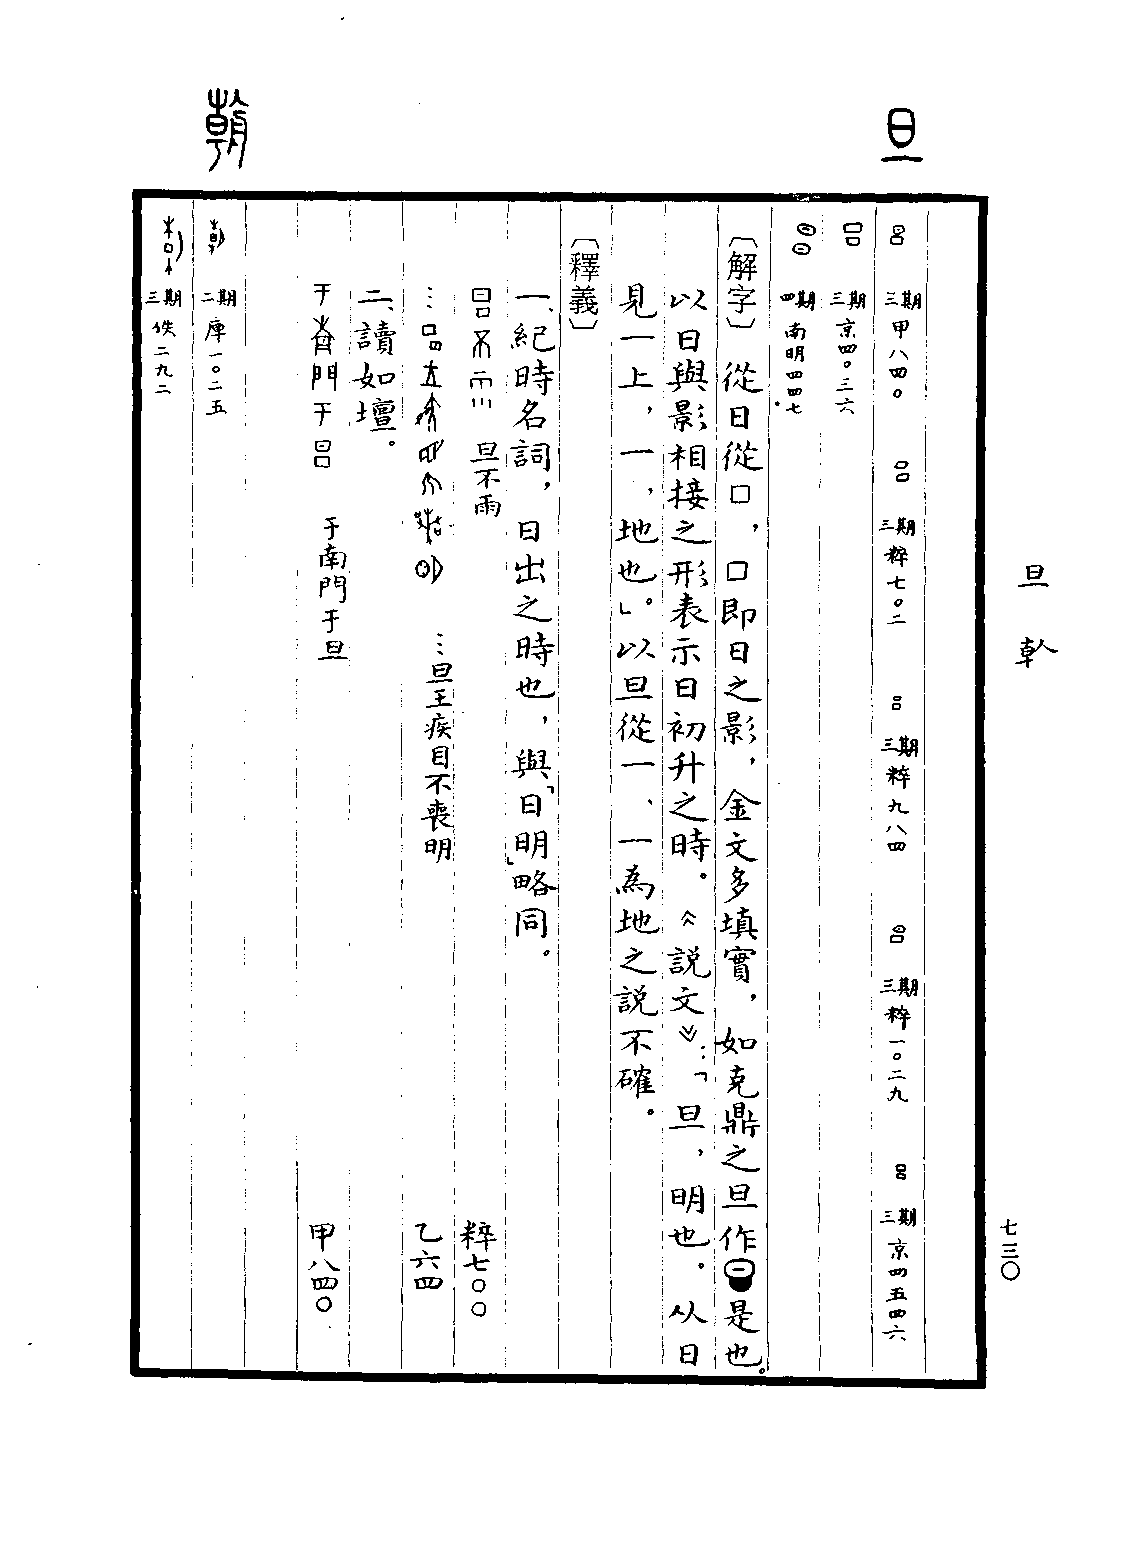 旦 倝
七三〇
旦
三期 甲八四〇
三期 粹七〇二
三期 粹九八四
三期 粹一〇二九
三期 京四五四六
三期 京四〇三六
四期 南明四四七
〔解字〕從日從口,口即日之影,金文多填實,如克鼎之旦作是也。
以日與影相接之形表示日初升之時。《說文》:「旦,明也。从日
見一上,一,地也」。以旦從一、一為地之說不確。
〔釋義〕
一、紀時名詞,日出之時也,與「日明」略同。
旦不雨 粹七〇〇
…旦王疾目不喪明 乙六四
二、讀如壇。
于南門于旦 甲八四〇
倝
二期 庫一〇二五
三期 佚二九二